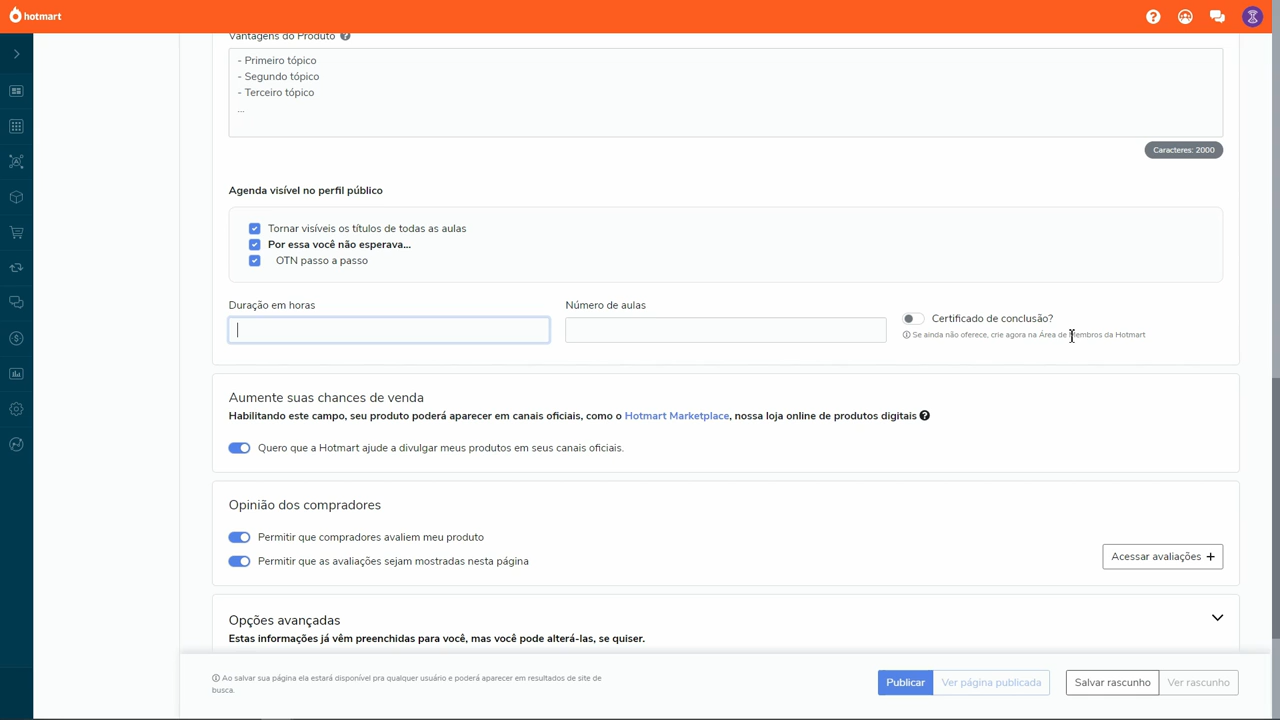 hotmart
Vantagens do Produto
- Primeiro tópico
- Segundo tópico
- Terceiro tópico
...
Caracteres: 2000
Agenda visível no perfil público
Tornar visíveis os títulos de todas as aulas
Por essa você não esperava...
OTN passo a passo
Duração em horas
Número de aulas
Certificado de conclusão?
Se ainda não oferece, crie agora na Área de Membros da Hotmart
Aumente suas chances de venda
Habilitando este campo, seu produto poderá aparecer em canais oficiais, como o Hotmart Marketplace, nossa loja online de produtos digitais
Quero que a Hotmart ajude a divulgar meus produtos em seus canais oficiais.
Opinião dos compradores
Permitir que compradores avaliem meu produto
Permitir que as avaliações sejam mostradas nesta página
Acessar avaliações +
Opções avançadas
Estas informações já vêm preenchidas para você, mas você pode alterá-las, se quiser.
Ao salvar sua página ela estará disponível pra qualquer usuário e poderá aparecer em resultados de site de
busca.
Publicar
Ver página publicada
Salvar rascunho
Ver rascunho